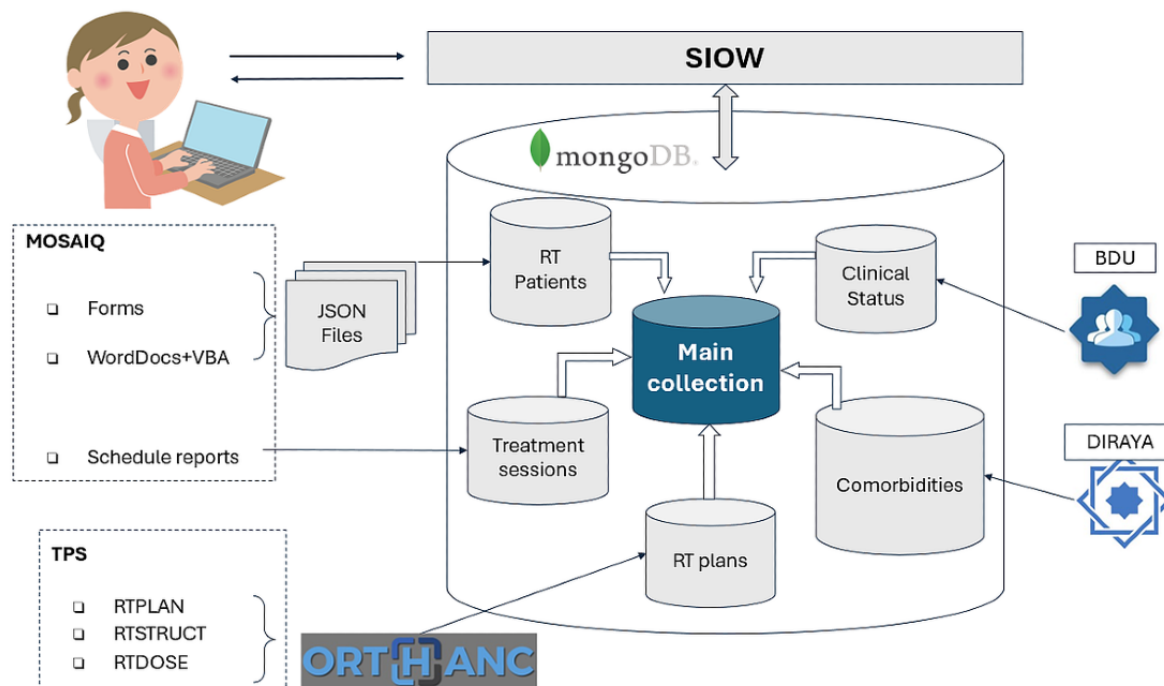 SIOW
mongoDB®
MOSAIQ
Forms
WordDocs+VBA
Schedule reports
JSON
Files
RT
Patients
Clinical
Status
BDU
Main
collection
Treatment
sessions
Comorbidities
DIRAYA
RT plans
TPS
RTPLAN
RTSTRUCT
RTDOSE
ORTHANC